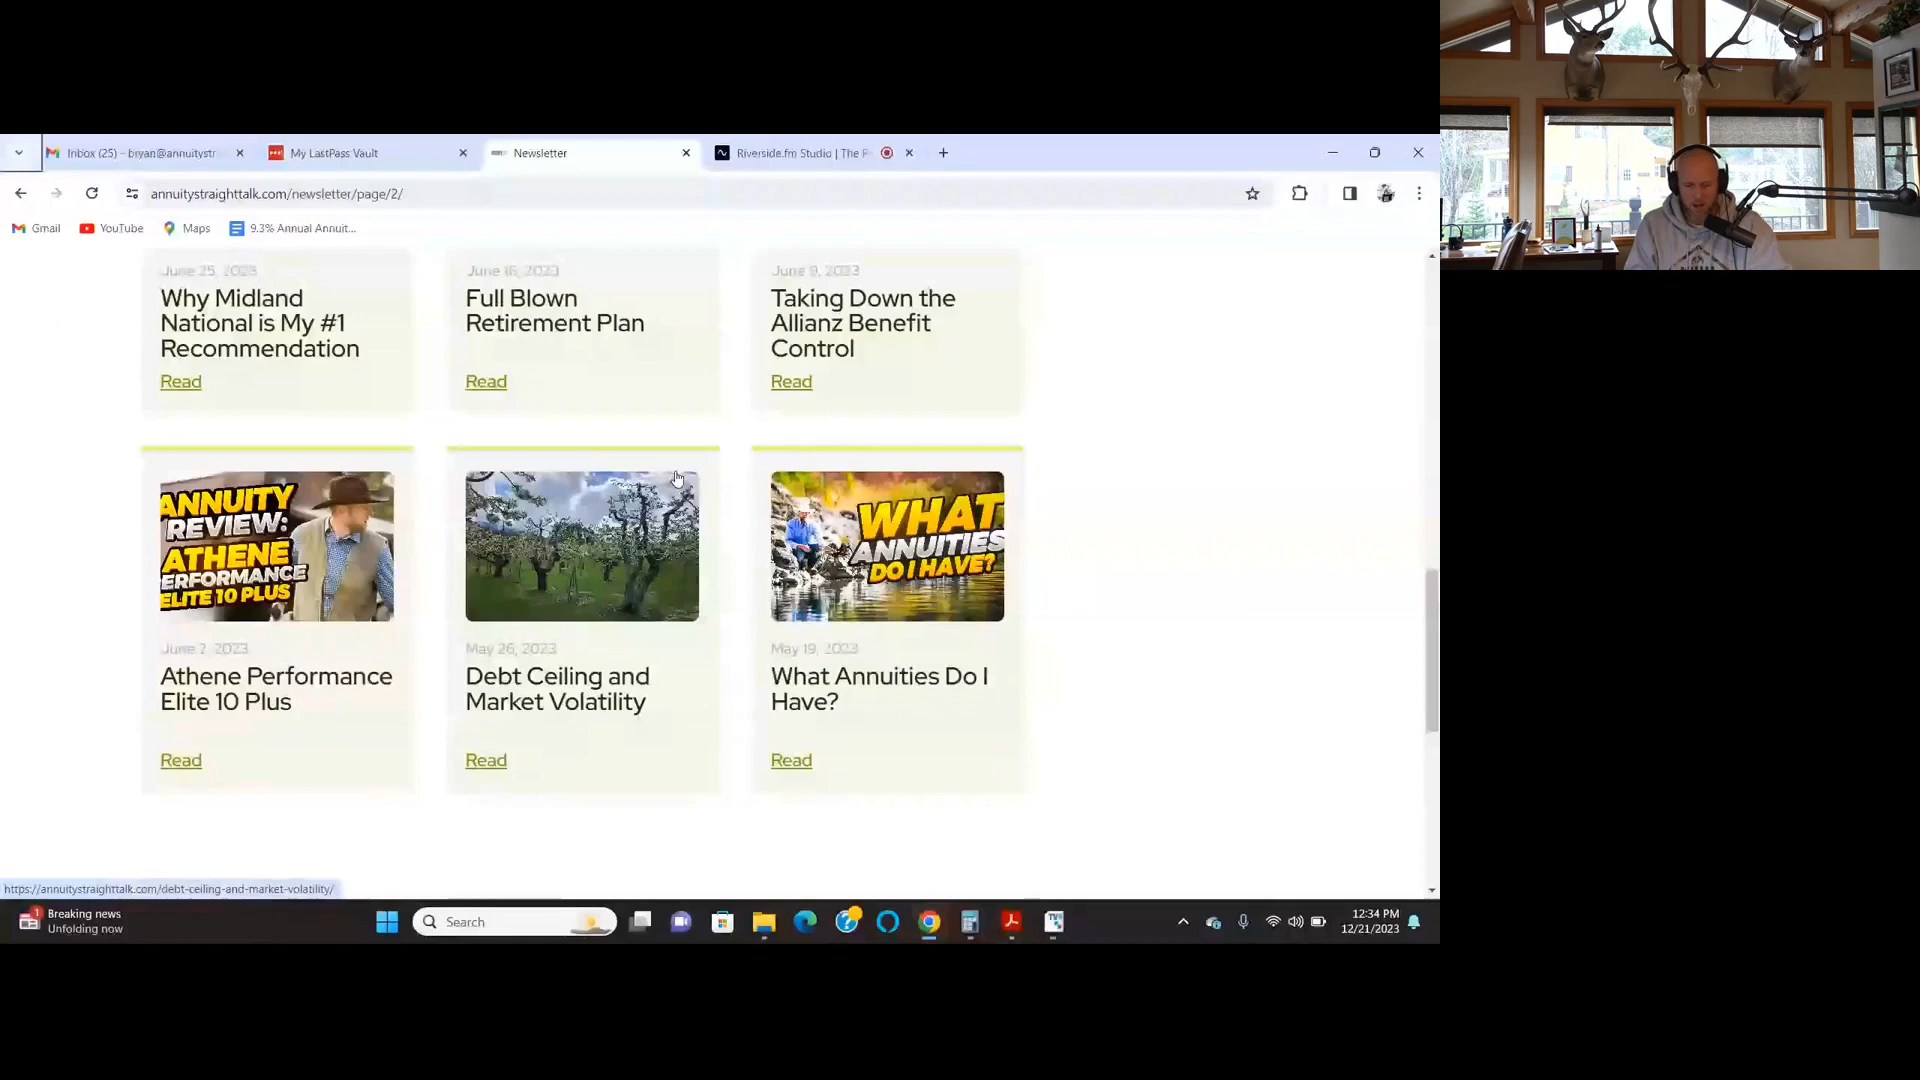 Inbox (25) - bryan@annuitystr
My LastPass Vault
Newsletter
Riverside.fm Studio | The P
annuitystraighttalk.com/newsletter/page/2/
Gmail
YouTube
Maps
9.3% Annual Annuit...
June 25, 2023
June 16, 2023
June 9, 2023
Why Midland
National is My #1
Recommendation
Read
Full Blown
Retirement Plan
Read
Taking Down the
Allianz Benefit
Control
Read
ANNUITY
REVIEW:
ATHENE
PERFORMANCE
ELITE 10 PLUS
June 2, 2023
Athene Performance
Elite 10 Plus
Read
May 26, 2023
Debt Ceiling and
Market Volatility
Read
WHAT
ANNUITIES
DO I HAVE?
May 19, 2023
What Annuities Do I
Have?
Read
https://annuitystraighttalk.com/debt-ceiling-and-market-volatility/
1
Breaking news
Unfolding now
Search
12:34 PM
12/21/2023